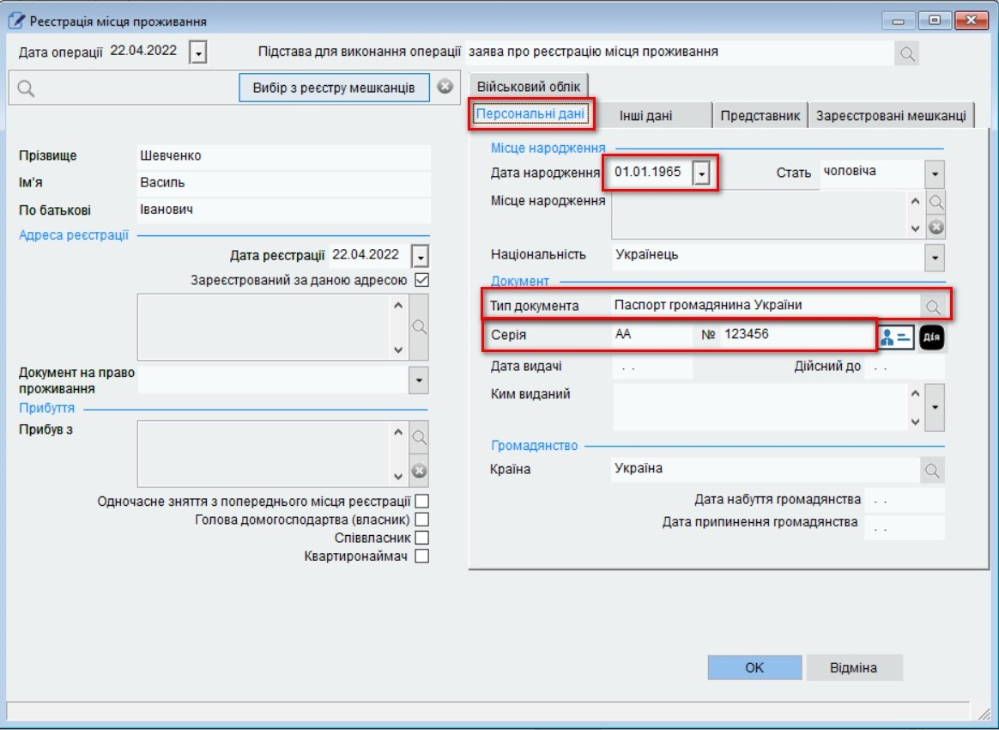 Реєстрація місця проживання
Дата операції 22.04.2022 Підстава для виконання операції заява про реєстрацію місця проживання
Вибір з реєстру мешканців
Військовий облік
Персональні дані Інші дані Представник Зареєстровані мешканці
Прізвище Шевченко
Ім'я Василь
По батькові Іванович
Адреса реєстрації
Дата реєстрації 22.04.2022
Зареєстрований за даною адресою
Документ на право
проживання
Прибуття
Прибув з
Одночасне зняття з попереднього місця реєстрації
Голова домогосподартва (власник)
Співвласник
Квартиронаймач
Місце народження
Дата народження 01.01.1965 Стать чоловіча
Місце народження
Національність Українець
Документ
Тип документа Паспорт громадянина України
Серія АА № 123456 Дія
Дата видачі . . Дійсний до . .
Ким виданий
Громадянство
Країна Україна
Дата набуття громадянства . .
Дата припинення громадянства . .
OK Відміна